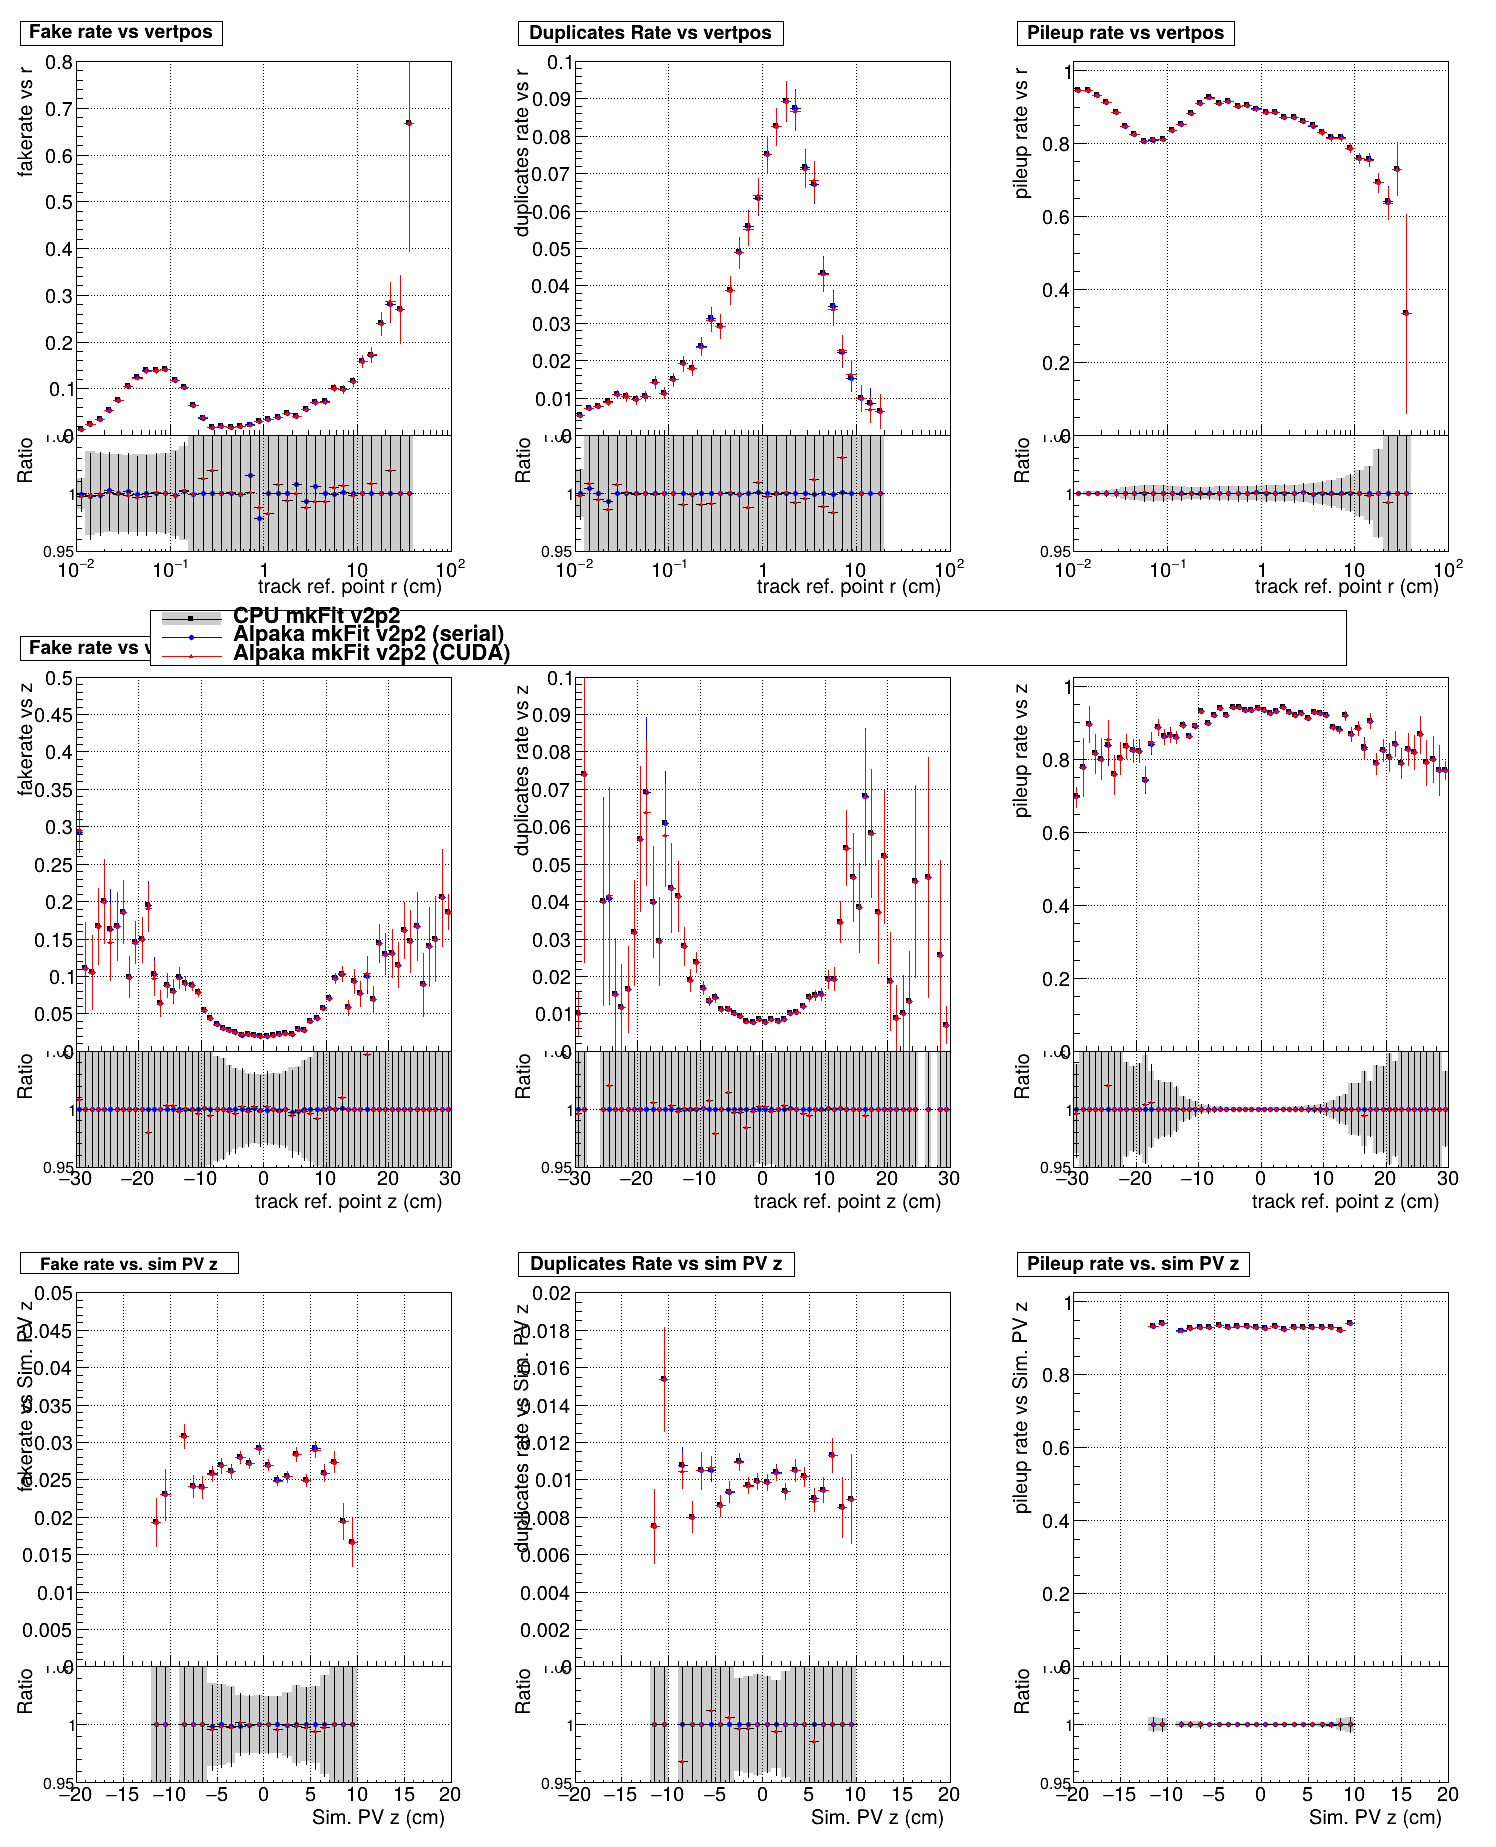 Fake rate vs vertpos
Duplicates Rate vs vertpos
Pileup rate vs vertpos
fakerate vs r
0.8
0.7
0.6
0.5
0.4
0.3
0.2
0.1
0
Ratio
1
0.95
10⁻² 10⁻¹ 1 10 10²
track ref. point r (cm)
duplicates rate vs r
0.1
0.09
0.08
0.07
0.06
0.05
0.04
0.03
0.02
0.01
0
Ratio
1
0.95
10⁻² 10⁻¹ 1 10 10²
track ref. point r (cm)
pileup rate vs r
1
0.8
0.6
0.4
0.2
0
Ratio
1
0.95
10⁻² 10⁻¹ 1 10 10²
track ref. point r (cm)
CPU mkFit v2p2
Alpaka mkFit v2p2 (serial)
Alpaka mkFit v2p2 (CUDA)
Fake rate vs v
fakerate vs z
0.5
0.45
0.4
0.35
0.3
0.25
0.2
0.15
0.1
0.05
0
Ratio
1
0.95
−30 −20 −10 0 10 20 30
track ref. point z (cm)
duplicates rate vs z
0.1
0.09
0.08
0.07
0.06
0.05
0.04
0.03
0.02
0.01
0
Ratio
1
0.95
−30 −20 −10 0 10 20 30
track ref. point z (cm)
pileup rate vs z
1
0.8
0.6
0.4
0.2
0
Ratio
1
0.95
−30 −20 −10 0 10 20 30
track ref. point z (cm)
Fake rate vs. sim PV z
Duplicates Rate vs sim PV z
Pileup rate vs. sim PV z
fakerate vs Sim. PV z
0.05
0.045
0.04
0.035
0.03
0.025
0.02
0.015
0.01
0.005
0
Ratio
1
0.95
−20 −15 −10 −5 0 5 10 15 20
Sim. PV z (cm)
duplicates rate vs Sim. PV z
0.02
0.018
0.016
0.014
0.012
0.01
0.008
0.006
0.004
0.002
0
Ratio
1
0.95
−20 −15 −10 −5 0 5 10 15 20
Sim. PV z (cm)
pileup rate vs Sim. PV z
1
0.8
0.6
0.4
0.2
0
Ratio
1
0.95
−20 −15 −10 −5 0 5 10 15 20
Sim. PV z (cm)